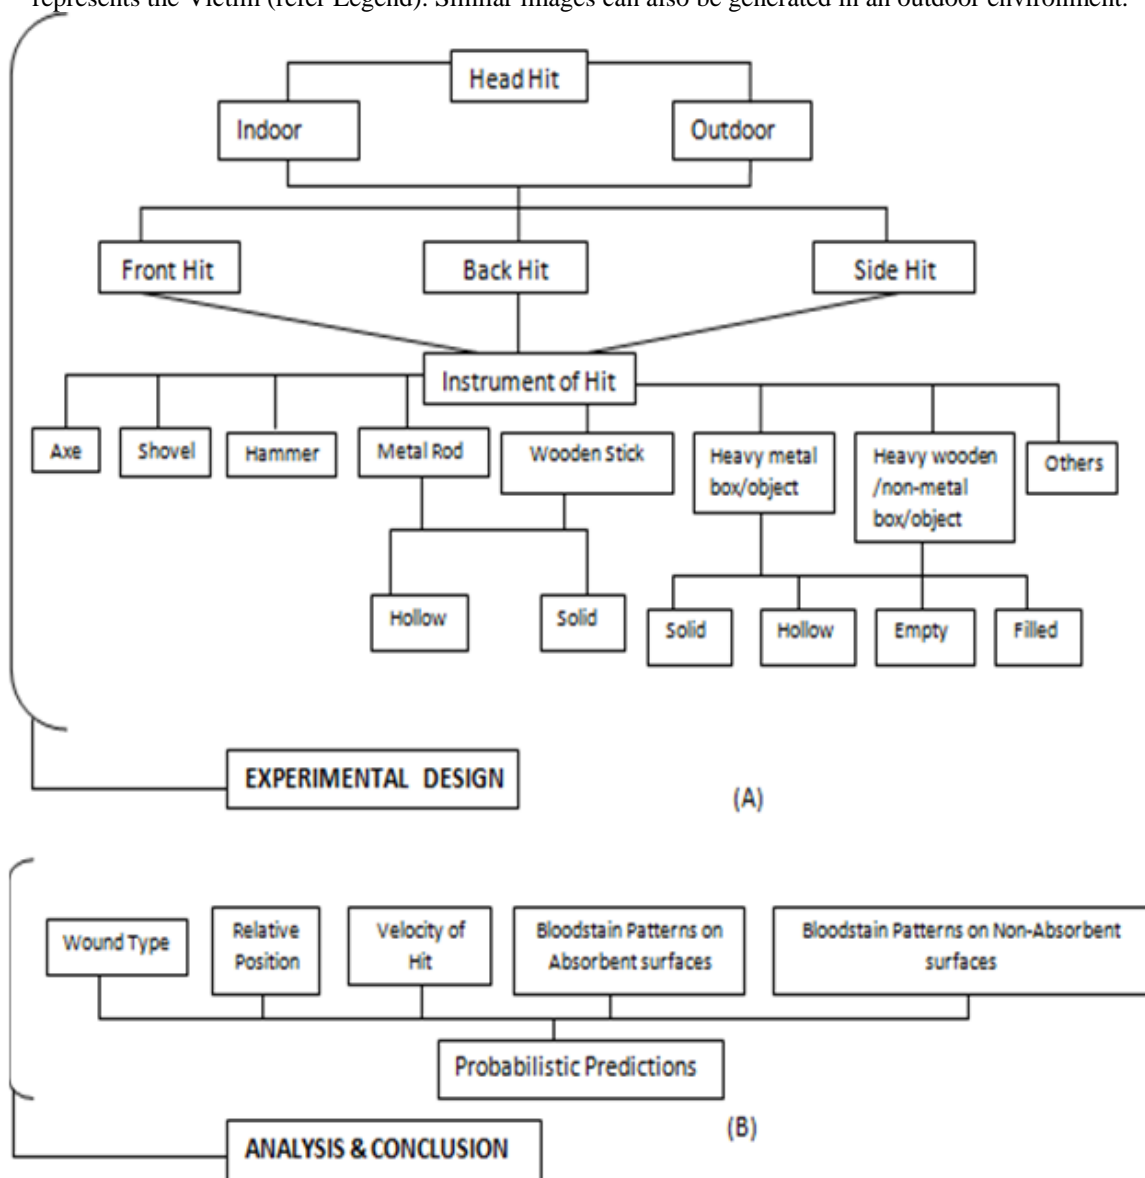 represents the Victim (refer Legend). Similar images can also be generated in an outdoor environment.
Head Hit
Indoor
Outdoor
Front Hit
Back Hit
Side Hit
Instrument of Hit
Axe
Shovel
Hammer
Metal Rod
Wooden Stick
Heavy metal
box/object
Heavy wooden
/non-metal
box/object
Others
Hollow
Solid
Solid
Hollow
Empty
Filled
EXPERIMENTAL DESIGN
(A)
Wound Type
Relative
Position
Velocity of
Hit
Bloodstain Patterns on
Absorbent surfaces
Bloodstain Patterns on Non-Absorbent
surfaces
Probabilistic Predictions
(B)
ANALYSIS & CONCLUSION